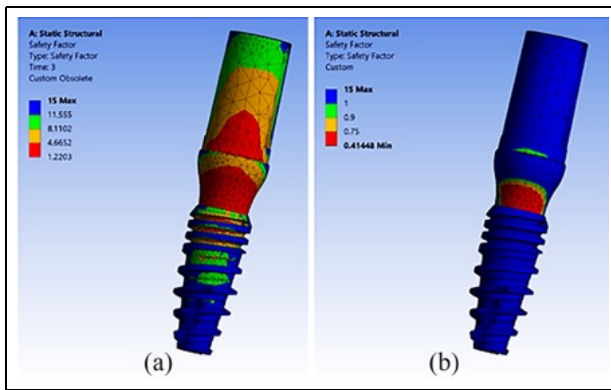 A: Static Structural
Safety Factor
Type: Safety Factor
Time: 3
Custom Obsolete
15 Max
11.555
8.1102
4.6652
1.2203
(a)
A: Static Structural
Safety Factor
Type: Safety Factor
Custom
15 Max
1
0.9
0.75
0.41448 Min
(b)